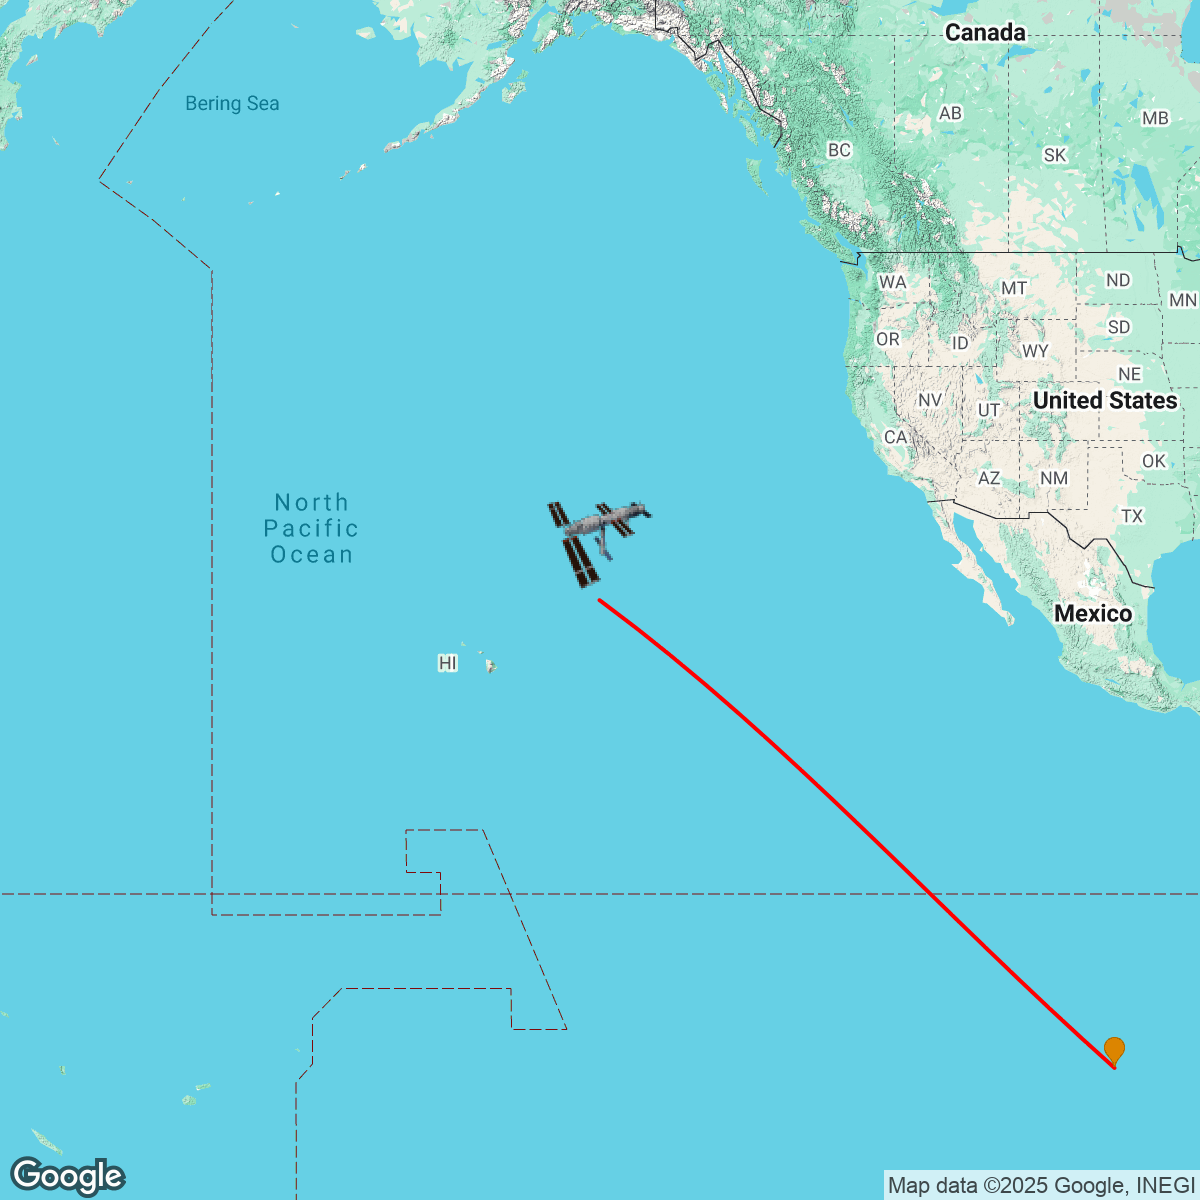 Canada
Bering Sea
AB
MB
BC
SK
WA
MT
ND
MN
OR
ID
SD
WY
NE
NV
UT
United States
CA
OK
AZ
NM
North
Pacific
Ocean
TX
Mexico
HI
Google
Map data ©2025 Google, INEGI